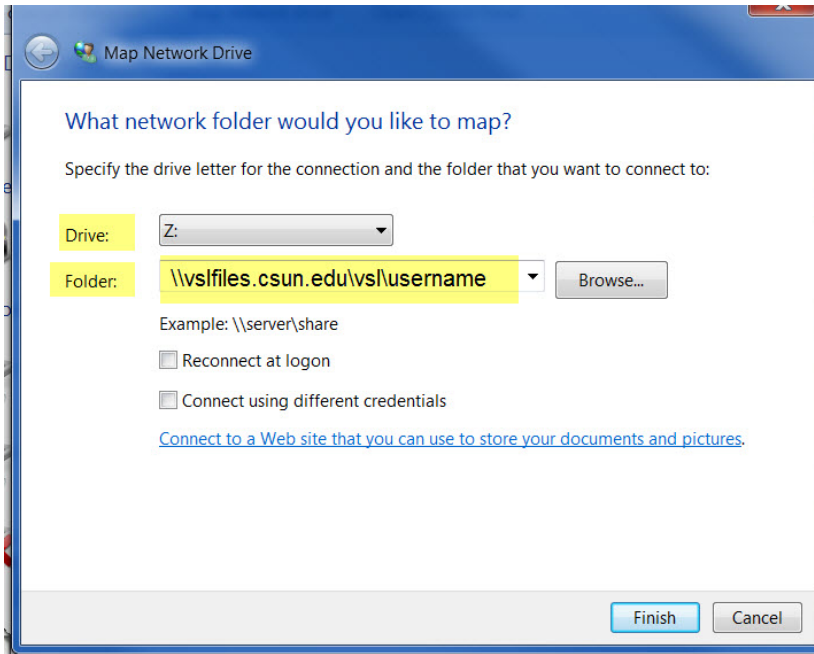 Map Network Drive
What network folder would you like to map?
Specify the drive letter for the connection and the folder that you want to connect to:
Drive: Z:
Folder: \\vslfiles.csun.edu\vsl\username Browse...
Example: \\server\share
Reconnect at logon
Connect using different credentials
Connect to a Web site that you can use to store your documents and pictures.
Finish Cancel